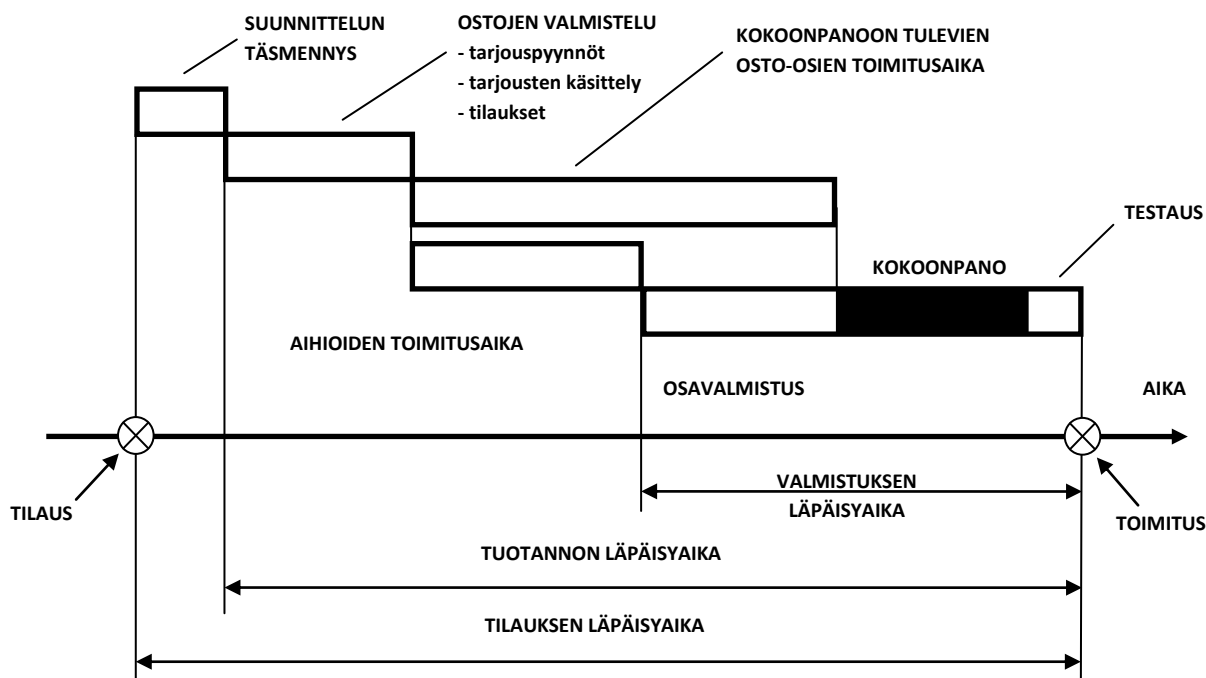 SUUNNITTELUN
TÄSMENNYS
OSTOJEN VALMISTELU
- tarjouspyynnöt
- tarjousten käsittely
- tilaukset
KOKOONPANOON TULEVIEN
OSTO-OSIEN TOIMITUSAIKA
TESTAUS
KOKOONPANO
AIHIOIDEN TOIMITUSAIKA
OSAVALMISTUS
AIKA
TILAUS
VALMISTUKSEN
LÄPÄISYAIKA
TOIMITUS
TUOTANNON LÄPÄISYAIKA
TILAUKSEN LÄPÄISYAIKA